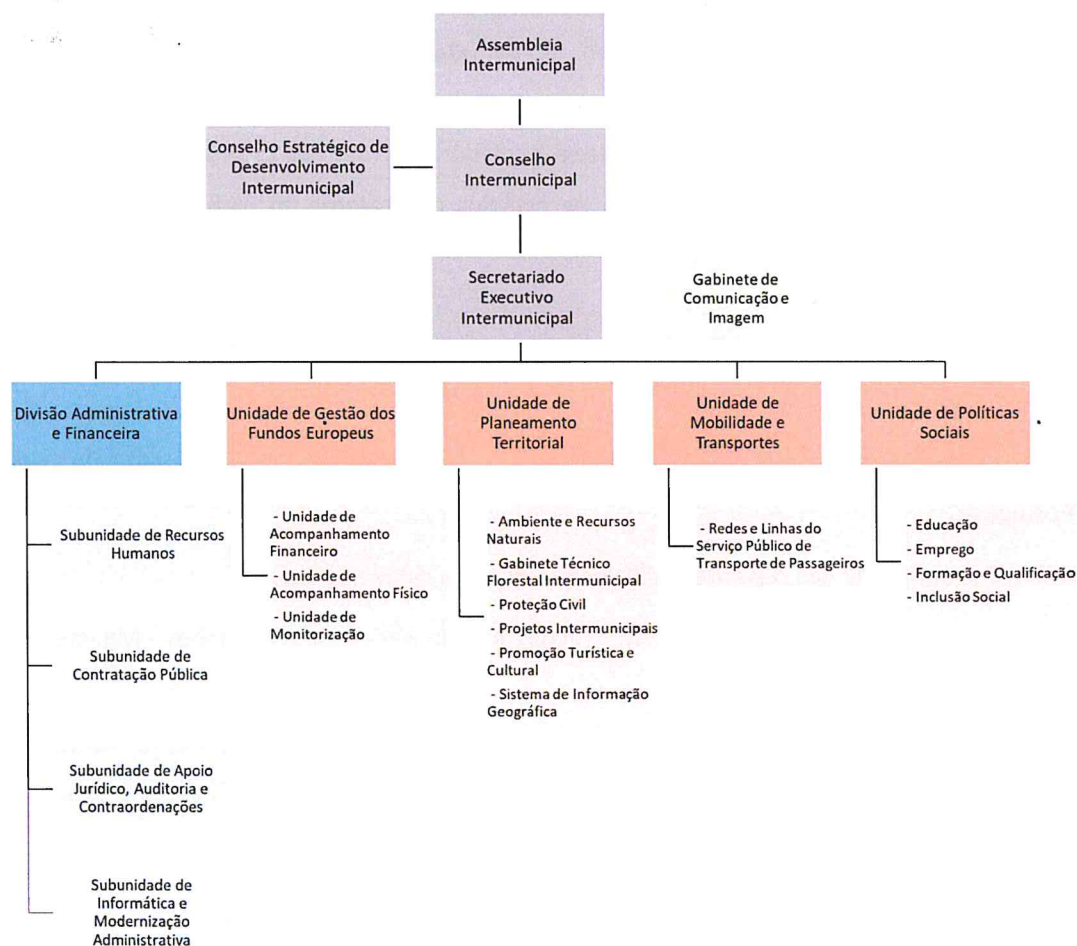 Assembleia
Intermunicipal
Conselho Estratégico de
Desenvolvimento
Intermunicipal
Conselho
Intermunicipal
Secretariado
Executivo
Intermunicipal
Gabinete de
Comunicação e
Imagem
Divisão Administrativa
e Financeira
Unidade de Gestão dos
Fundos Europeus
Unidade de
Planeamento
Territorial
Unidade de
Mobilidade e
Transportes
Unidade de Políticas
Sociais
Subunidade de Recursos
Humanos
Subunidade de
Contratação Pública
Subunidade de Apoio
Jurídico, Auditoria e
Contraordenações
Subunidade de
Informática e
Modernização
Administrativa
- Unidade de
Acompanhamento
Financeiro
- Unidade de
Acompanhamento Físico
- Unidade de
Monitorização
- Ambiente e Recursos
Naturais
- Gabinete Técnico
Florestal Intermunicipal
- Proteção Civil
- Projetos Intermunicipais
- Promoção Turística e
Cultural
- Sistema de Informação
Geográfica
- Redes e Linhas do
Serviço Público de
Transporte de Passageiros
- Educação
- Emprego
- Formação e Qualificação
- Inclusão Social